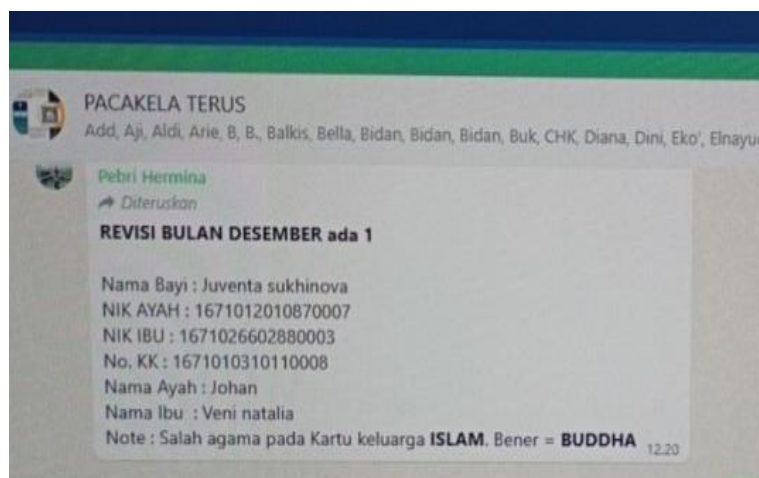 PACAKELA TERUS
Add, Aji, Aldi, Arie, B, B., Balkis, Bella, Bidan, Bidan, Bidan, Buk, CHK, Diana, Dini, Eko', Elnayu
Pebri Hermina
Diteruskan
REVISI BULAN DESEMBER ada 1
Nama Bayi : Juventa sukhinova
NIK AYAH : 1671012010870007
NIK IBU : 1671026602880003
No. KK : 1671010310110008
Nama Ayah : Johan
Nama Ibu : Veni natalia
Note : Salah agama pada Kartu keluarga ISLAM. Bener = BUDDHA
12.20